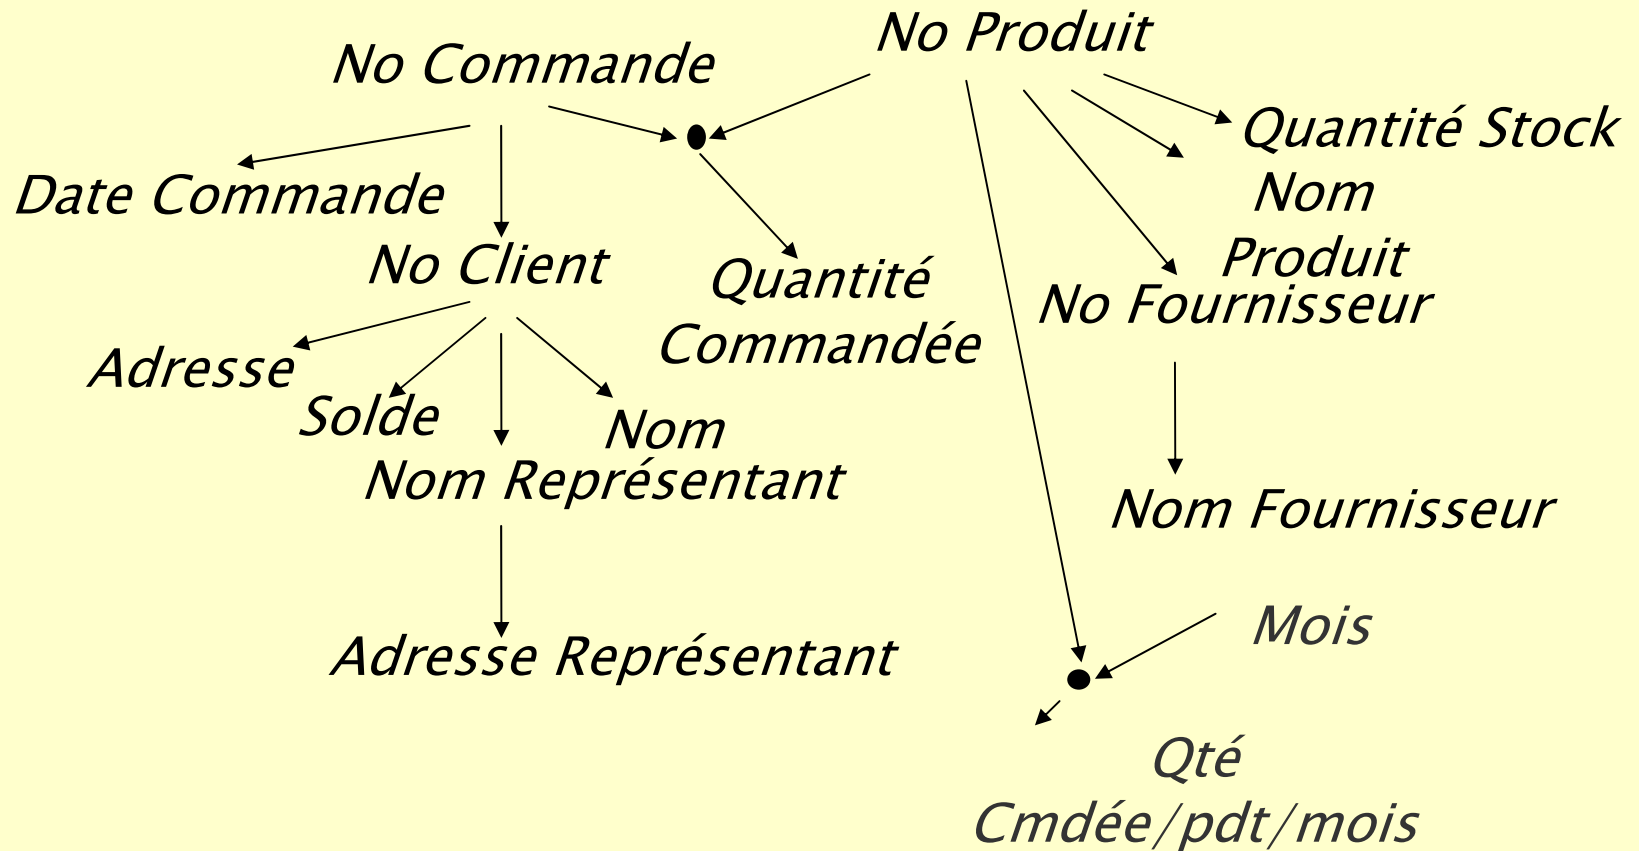 No Produit
No Commande
Quantité Stock
Date Commande
Nom
Produit
No Client
Quantité
Commandée
No Fournisseur
Adresse
Solde
Nom
Nom Représentant
Nom Fournisseur
Mois
Adresse Représentant
Qté
Cmdée/pdt/mois